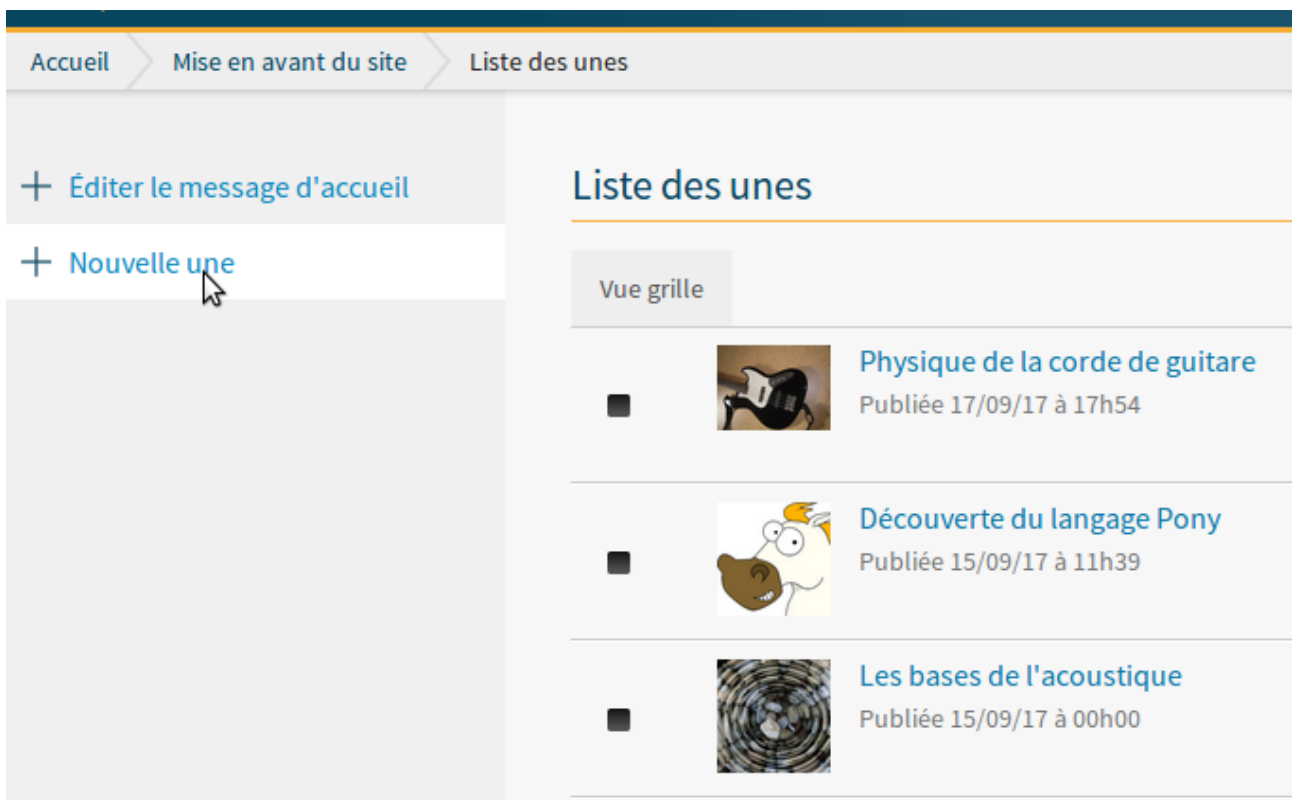 Accueil Mise en avant du site Liste des unes
Éditer le message d'accueil
Nouvelle une
Liste des unes
Vue grille
Physique de la corde de guitare
Publiée 17/09/17 à 17h54
Découverte du langage Pony
Publiée 15/09/17 à 11h39
Les bases de l'acoustique
Publiée 15/09/17 à 00h00